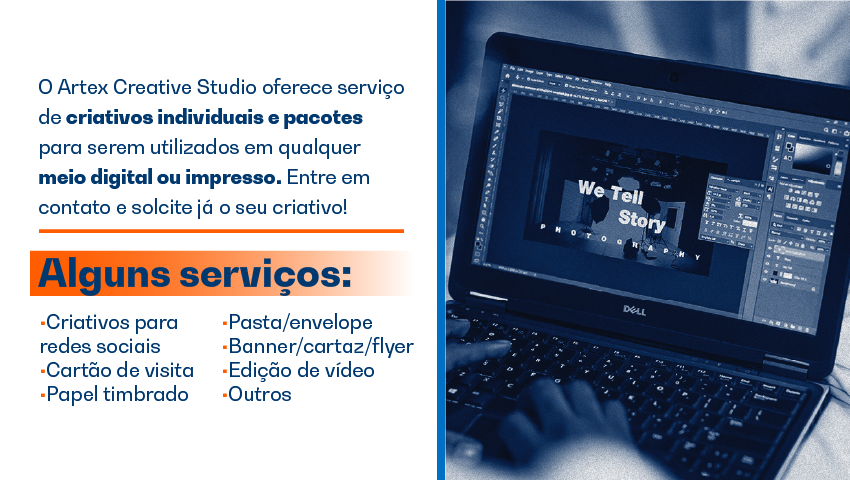 O Artex Creative Studio oferece serviço
de criativos individuais e pacotes
para serem utilizados em qualquer
meio digital ou impresso. Entre em
contato e solcite já o seu criativo!
Alguns serviços:
•Criativos para
redes sociais
•Cartão de visita
•Papel timbrado
•Pasta/envelope
•Banner/cartaz/flyer
•Edição de vídeo
•Outros
We Tell
Story
PHOTOGRAPHY
DELL